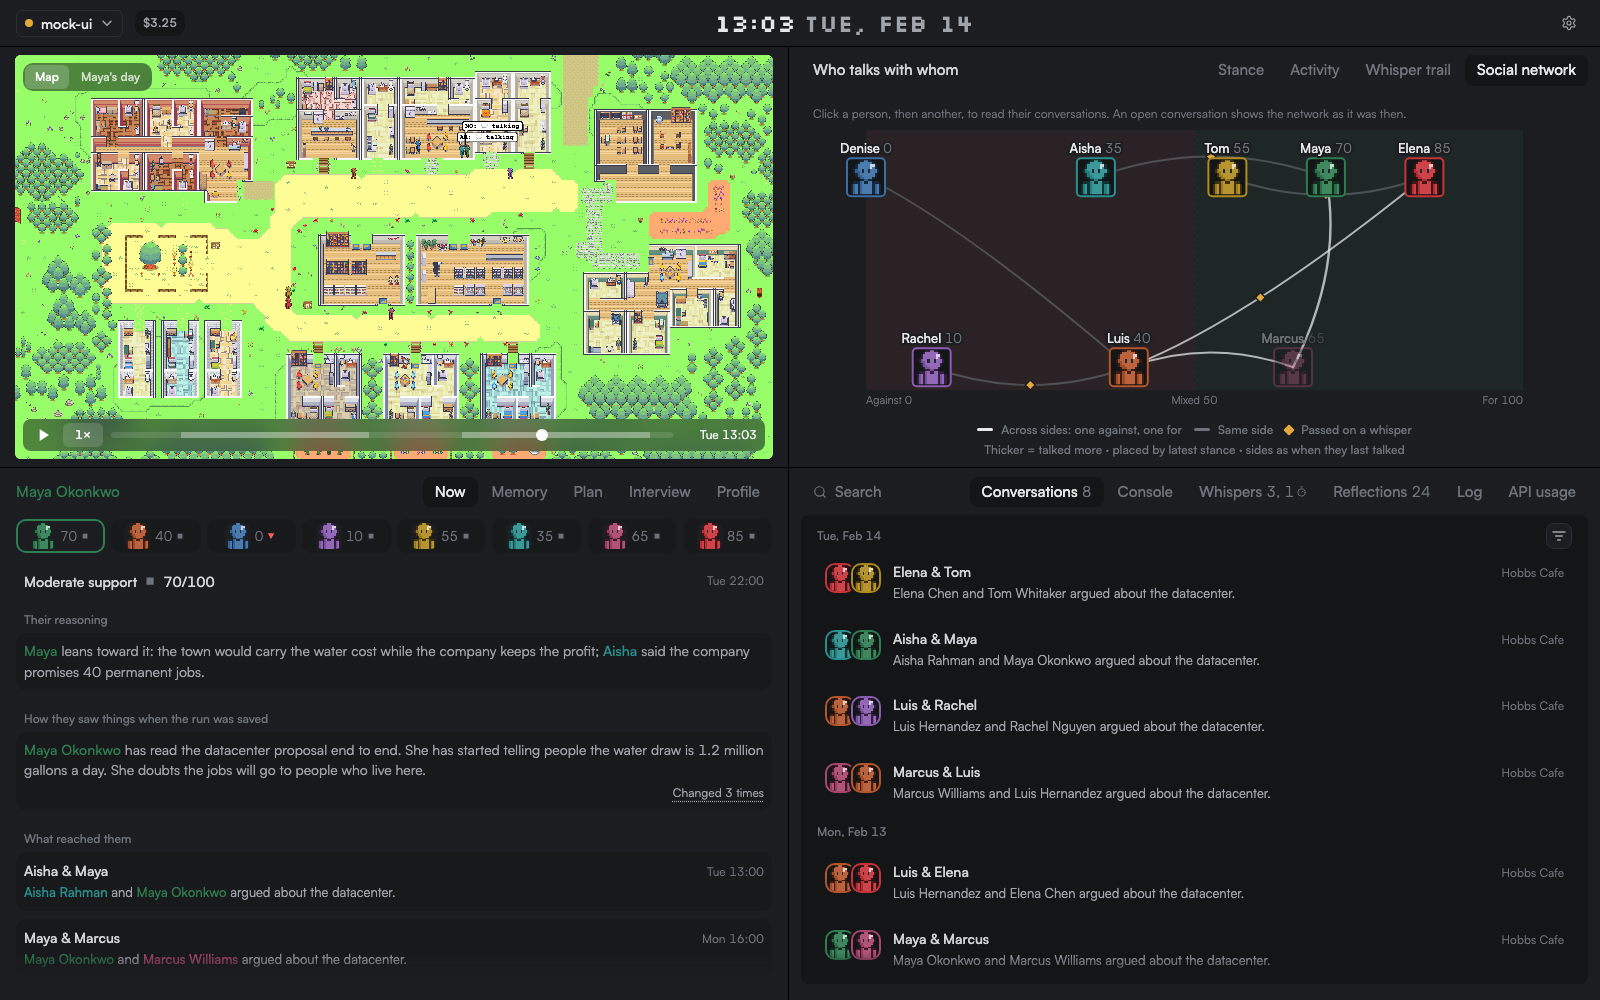 mock-ui
$3.25
13:03 TUE, FEB 14
Map
Maya's day
talking
talking
1×
Tue 13:03
Who talks with whom
Stance
Activity
Whisper trail
Social network
Click a person, then another, to read their conversations. An open conversation shows the network as it was then.
Denise 0
Aisha 35
Tom 55
Maya 70
Elena 85
Rachel 10
Luis 40
Marcus 65
Against 0
Mixed 50
For 100
Across sides: one against, one for
Same side
Passed on a whisper
Thicker = talked more · placed by latest stance · sides as when they last talked
Maya Okonkwo
Now
Memory
Plan
Interview
Profile
70
40
0
10
55
35
65
85
Moderate support
70/100
Tue 22:00
Their reasoning
Maya leans toward it: the town would carry the water cost while the company keeps the profit; Aisha said the company
promises 40 permanent jobs.
How they saw things when the run was saved
Maya Okonkwo has read the datacenter proposal end to end. She has started telling people the water draw is 1.2 million
gallons a day. She doubts the jobs will go to people who live here.
Changed 3 times
What reached them
Aisha & Maya
Tue 13:00
Aisha Rahman and Maya Okonkwo argued about the datacenter.
Maya & Marcus
Mon 16:00
Maya Okonkwo and Marcus Williams argued about the datacenter.
Search
Conversations 8
Console
Whispers 3, 1
Reflections 24
Log
API usage
Tue, Feb 14
Elena & Tom
Hobbs Cafe
Elena Chen and Tom Whitaker argued about the datacenter.
Aisha & Maya
Hobbs Cafe
Aisha Rahman and Maya Okonkwo argued about the datacenter.
Luis & Rachel
Hobbs Cafe
Luis Hernandez and Rachel Nguyen argued about the datacenter.
Marcus & Luis
Hobbs Cafe
Marcus Williams and Luis Hernandez argued about the datacenter.
Mon, Feb 13
Luis & Elena
Hobbs Cafe
Luis Hernandez and Elena Chen argued about the datacenter.
Maya & Marcus
Hobbs Cafe
Maya Okonkwo and Marcus Williams argued about the datacenter.